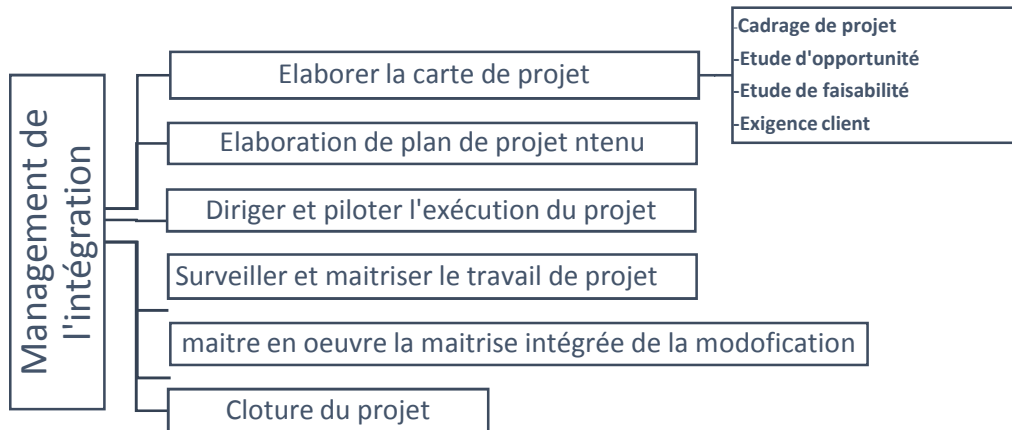 Management de
l'intégration
Elaborer la carte de projet
-Cadrage de projet
-Etude d'opportunité
-Etude de faisabilité
-Exigence client
Elaboration de plan de projet ntenu
Diriger et piloter l'exécution du projet
Surveiller et maitriser le travail de projet
maitre en oeuvre la maitrise intégrée de la modofication
Cloture du projet